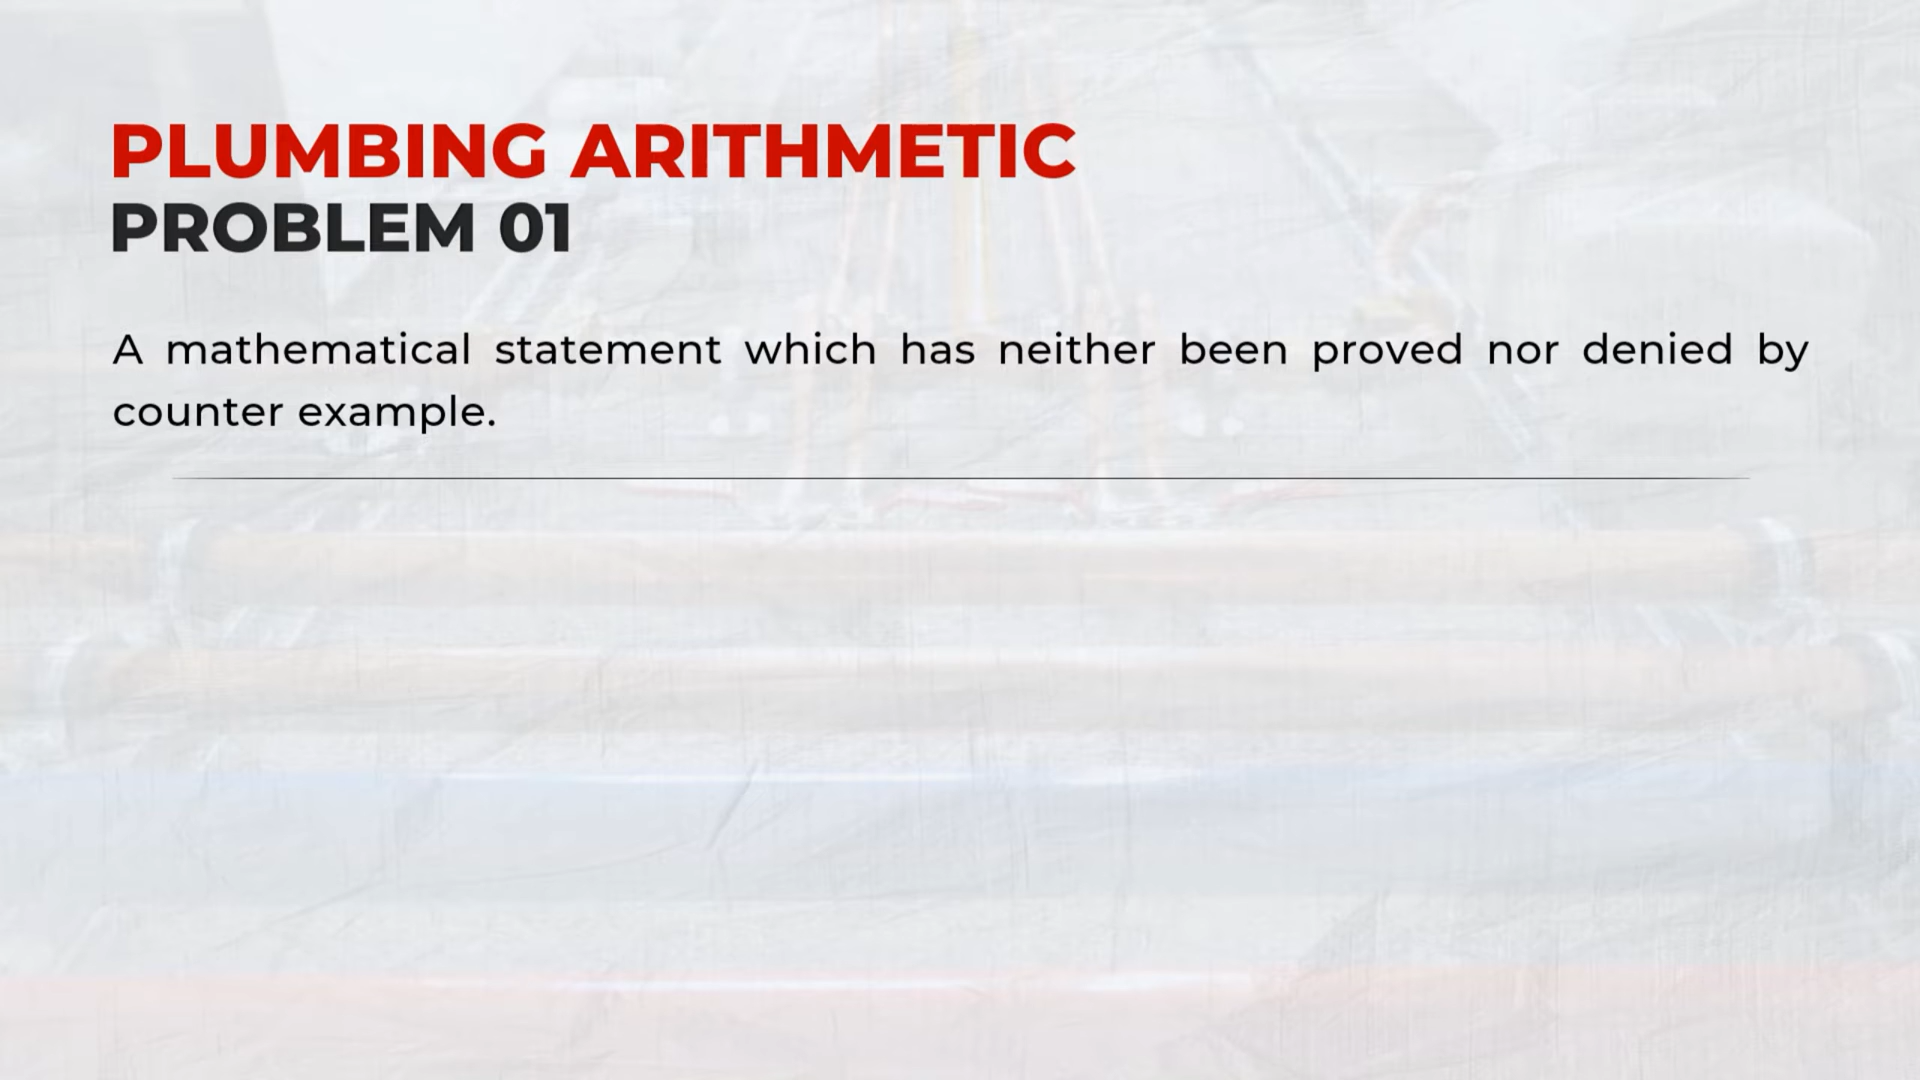 PLUMBING ARITHMETIC
PROBLEM 01
A mathematical statement which has neither been proved nor denied by
counter example.